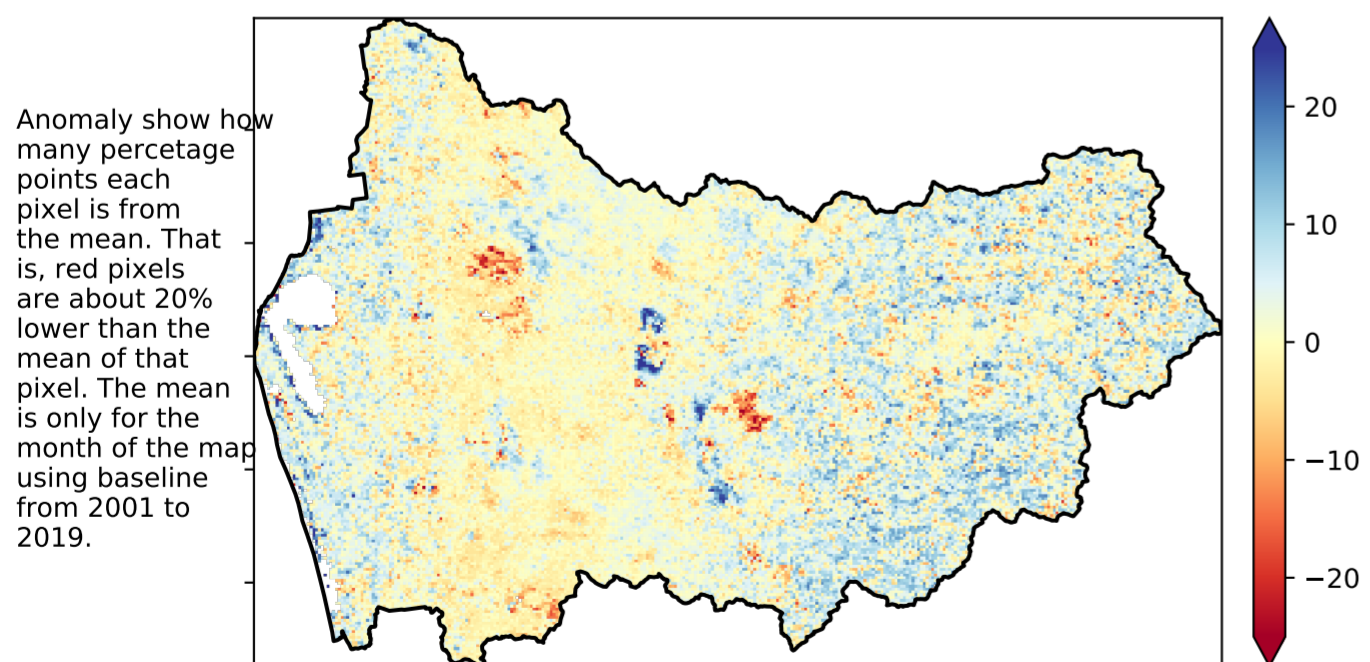 Anomaly show how
many percetage
points each
pixel is from
the mean. That
is, red pixels
are about 20%
lower than the
mean of that
pixel. The mean
is only for the
month of the map
using baseline
from 2001 to
2019.
20
10
0
−10
−20